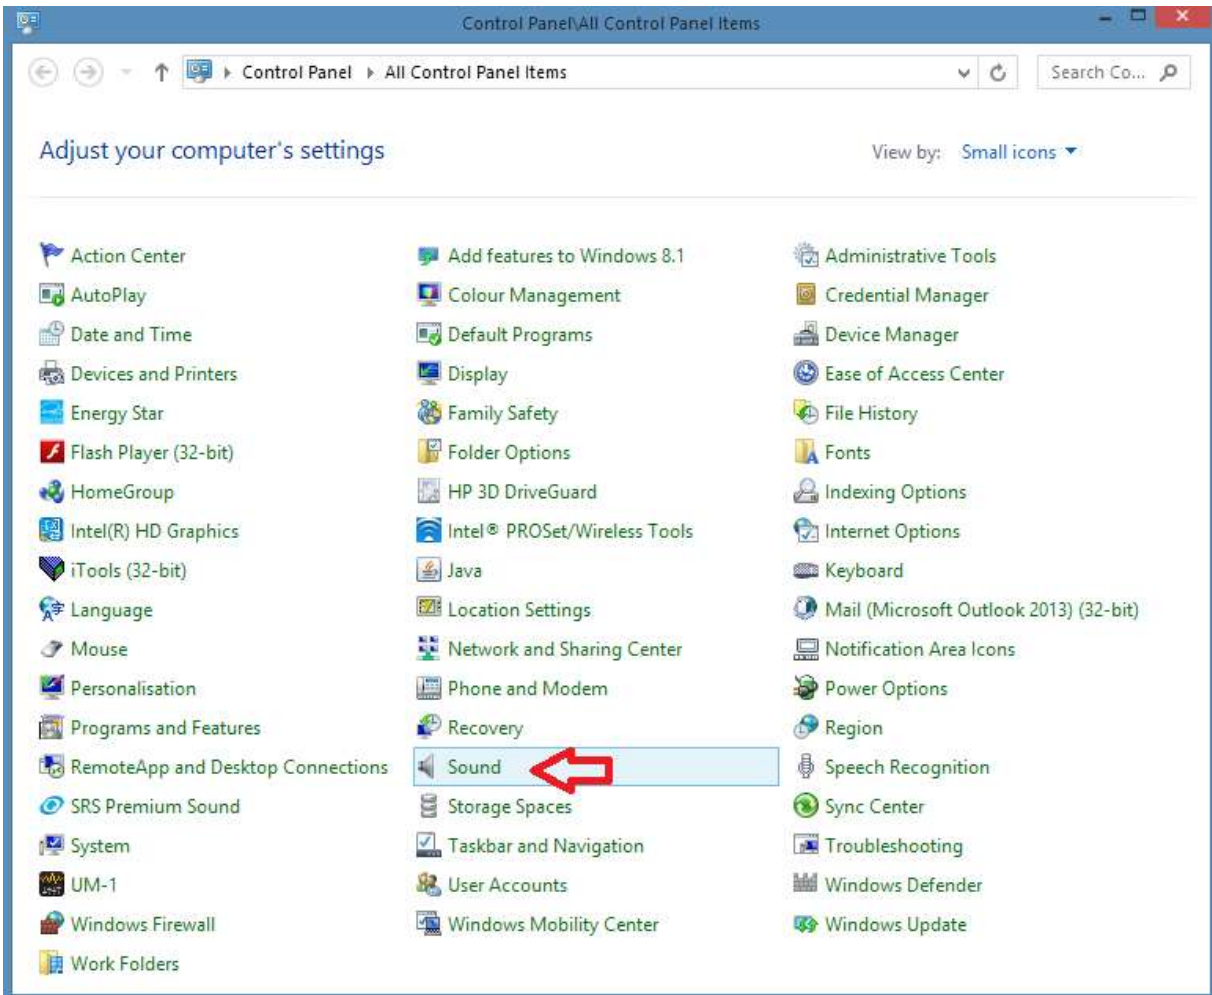 Control Panel\All Control Panel Items
Control Panel All Control Panel Items Search Co...
Adjust your computer's settings
View by: Small icons
Action Center Add features to Windows 8.1 Administrative Tools
AutoPlay Colour Management Credential Manager
Date and Time Default Programs Device Manager
Devices and Printers Display Ease of Access Center
Energy Star Family Safety File History
Flash Player (32-bit) Folder Options Fonts
HomeGroup HP 3D DriveGuard Indexing Options
Intel(R) HD Graphics Intel® PROSet/Wireless Tools Internet Options
iTools (32-bit) Java Keyboard
Language Location Settings Mail (Microsoft Outlook 2013) (32-bit)
Mouse Network and Sharing Center Notification Area Icons
Personalisation Phone and Modem Power Options
Programs and Features Recovery Region
RemoteApp and Desktop Connections Sound Speech Recognition
SRS Premium Sound Storage Spaces Sync Center
System Taskbar and Navigation Troubleshooting
UM-1 User Accounts Windows Defender
Windows Firewall Windows Mobility Center Windows Update
Work Folders